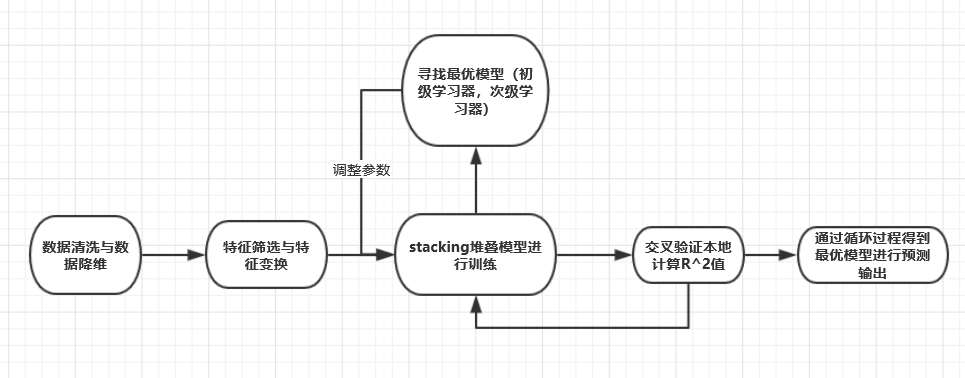 寻找最优模型（初
级学习器，次级学
习器）
调整参数
数据清洗与数
据降维
特征筛选与特
征变换
stacking堆叠模型进
行训练
交叉验证本地
计算R^2值
通过循环过程得到
最优模型进行预测
输出